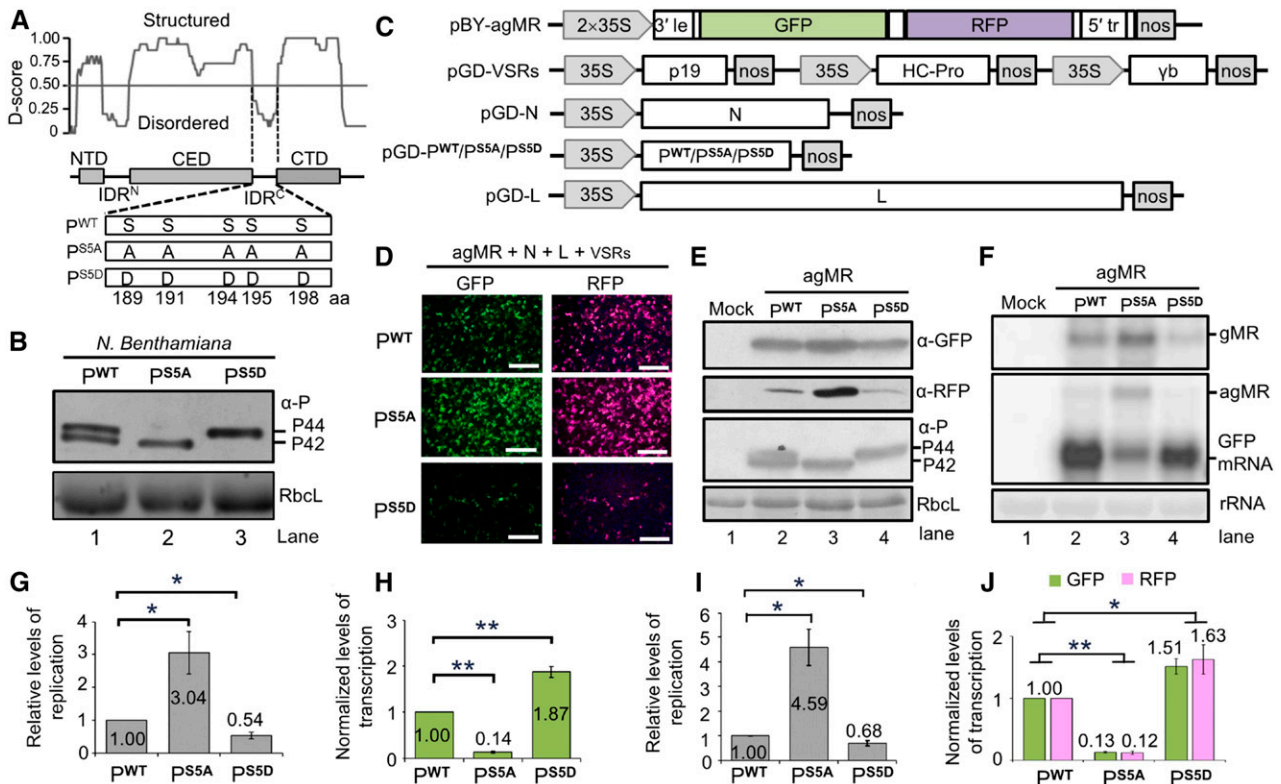 A
Structured
D-score
1.00
0.75
0.50
0.25
0
Disordered
NTD CED CTD
IDRᴺ IDRᶜ
Pᵂᵀ S S S S S
Pˢ⁵ᴬ A A A A A
Pˢ⁵ᴰ D D D D D
189 191 194 195 198 aa
B
N. Benthamiana
Pᵂᵀ Pˢ⁵ᴬ Pˢ⁵ᴰ
α-P
P44
P42
RbcL
1 2 3 Lane
C
pBY-agMR 2×35S 3′ le GFP RFP 5′ tr nos
pGD-VSRs 35S p19 nos 35S HC-Pro nos 35S γb nos
pGD-N 35S N nos
pGD-Pᵂᵀ/Pˢ⁵ᴬ/Pˢ⁵ᴰ 35S Pᵂᵀ/Pˢ⁵ᴬ/Pˢ⁵ᴰ nos
pGD-L 35S L nos
D
agMR + N + L + VSRs
GFP RFP
Pᵂᵀ
Pˢ⁵ᴬ
Pˢ⁵ᴰ
E
agMR
Mock Pᵂᵀ Pˢ⁵ᴬ Pˢ⁵ᴰ
α-GFP
α-RFP
α-P
P44
P42
RbcL
1 2 3 4 lane
F
agMR
Mock Pᵂᵀ Pˢ⁵ᴬ Pˢ⁵ᴰ
gMR
agMR
GFP
mRNA
rRNA
1 2 3 4 lane
G
Relative levels of
replication
4
3
2
1
0
* *
1.00 3.04 0.54
Pᵂᵀ Pˢ⁵ᴬ Pˢ⁵ᴰ
H
Normalized levels of
transcription
3
2
1
0
** **
1.00 0.14 1.87
Pᵂᵀ Pˢ⁵ᴬ Pˢ⁵ᴰ
I
Relative levels of
replication
6
5
4
3
2
1
0
* *
1.00 4.59 0.68
Pᵂᵀ Pˢ⁵ᴬ Pˢ⁵ᴰ
J
GFP RFP
Normalized levels
of transcription
2
1
0
* **
1.00 0.13 0.12 1.51 1.63
Pᵂᵀ Pˢ⁵ᴬ Pˢ⁵ᴰ